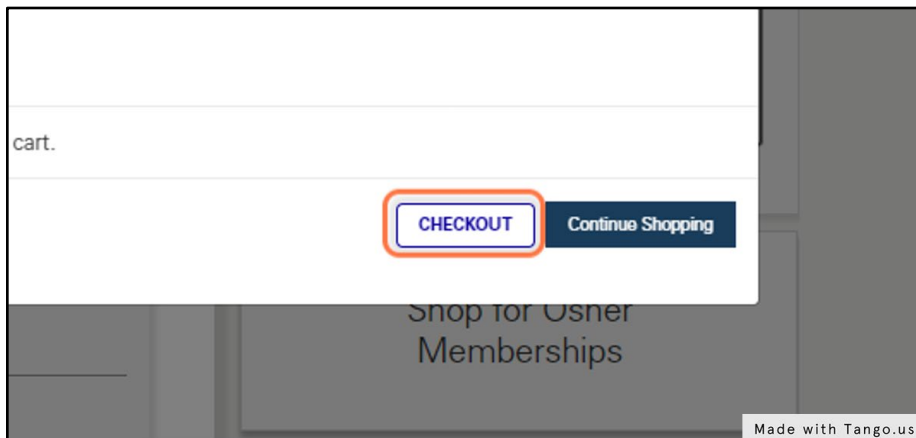 cart.
CHECKOUT
Continue Shopping
Shop for Osher
Memberships
Made with Tango.us